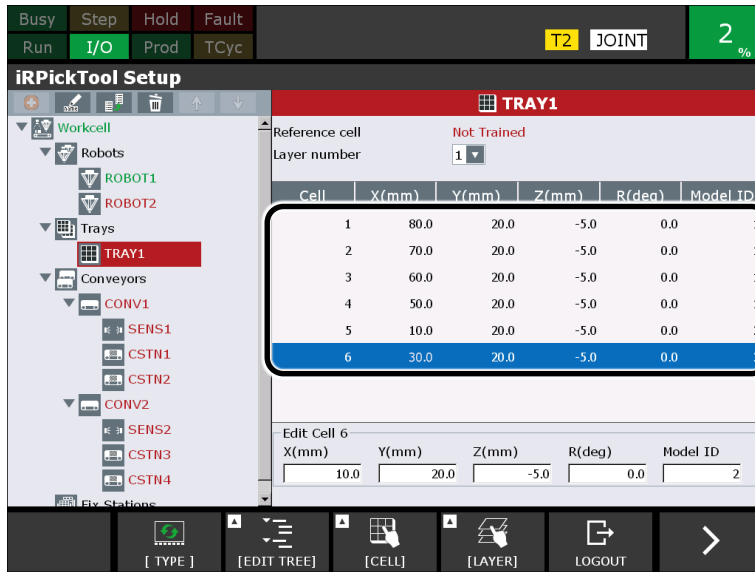 Busy Step Hold Fault
Run I/O Prod TCyc
T2 JOINT
2 %
iRPickTool Setup
TRAY1
Workcell
Robots
ROBOT1
ROBOT2
Trays
TRAY1
Conveyors
CONV1
SENS1
CSTN1
CSTN2
CONV2
SENS2
CSTN3
CSTN4
Fix Stations
Reference cell Not Trained
Layer number 1
Cell X(mm) Y(mm) Z(mm) R(deg) Model ID
1 80.0 20.0 -5.0 0.0
2 70.0 20.0 -5.0 0.0
3 60.0 20.0 -5.0 0.0
4 50.0 20.0 -5.0 0.0
5 10.0 20.0 -5.0 0.0
6 30.0 20.0 -5.0 0.0
Edit Cell 6
X(mm) Y(mm) Z(mm) R(deg) Model ID
10.0 20.0 -5.0 0.0 2
[ TYPE ] [EDIT TREE] [CELL] [LAYER] LOGOUT